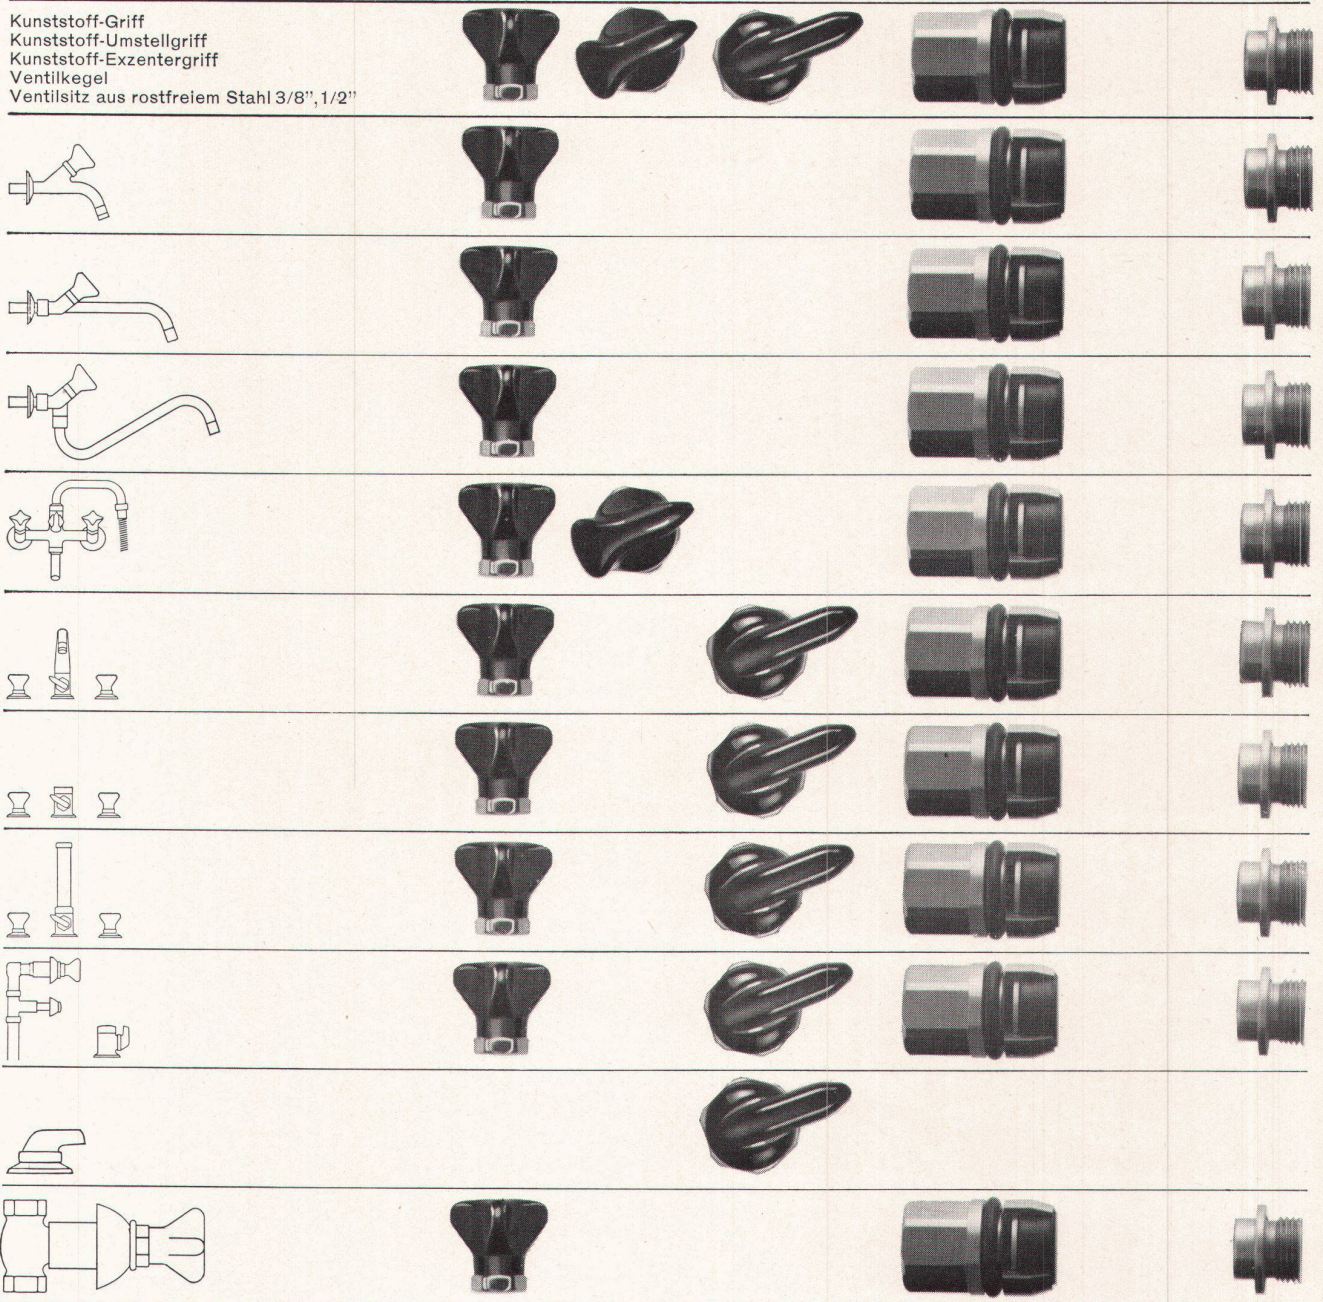 Kunststoff-Griff
Kunststoff-Umstellgriff
Kunststoff-Exzentergriff
Ventilkegel
Ventilsitz aus rostfreiem Stahl 3/8”, 1/2”